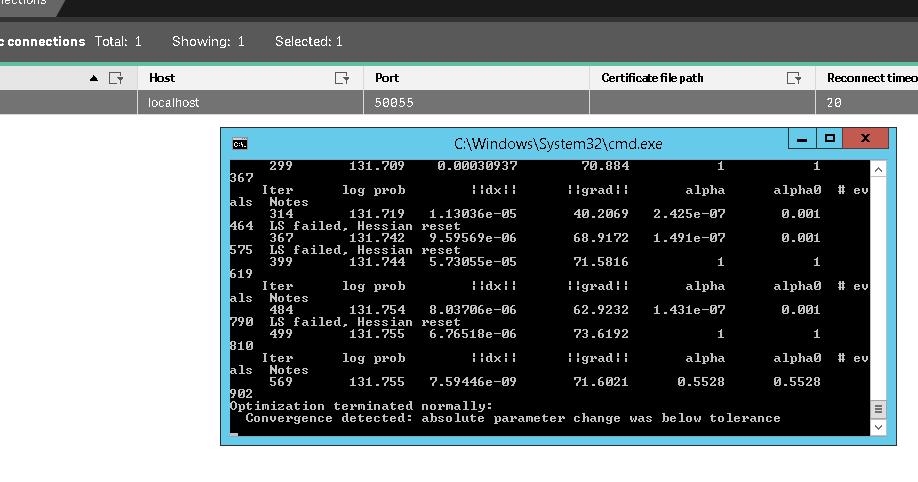 nections
c connections Total: 1 Showing: 1 Selected: 1
Host Port Certificate file path Reconnect timeo
localhost 50055 20
C:\Windows\System32\cmd.exe
299 131.709 0.00030937 70.884 1 1
367
Iter log prob ||dx|| ||grad|| alpha alpha0 # ev
als Notes
314 131.719 1.13036e-05 40.2069 2.425e-07 0.001
464 LS failed, Hessian reset
367 131.742 9.59569e-06 68.9172 1.491e-07 0.001
575 LS failed, Hessian reset
399 131.744 5.73055e-05 71.5816 1 1
619
Iter log prob ||dx|| ||grad|| alpha alpha0 # ev
als Notes
484 131.754 8.03706e-06 62.9232 1.431e-07 0.001
790 LS failed, Hessian reset
499 131.755 6.76518e-06 73.6192 1 1
810
Iter log prob ||dx|| ||grad|| alpha alpha0 # ev
als Notes
569 131.755 7.59446e-09 71.6021 0.5528 0.5528
902
Optimization terminated normally:
Convergence detected: absolute parameter change was below tolerance